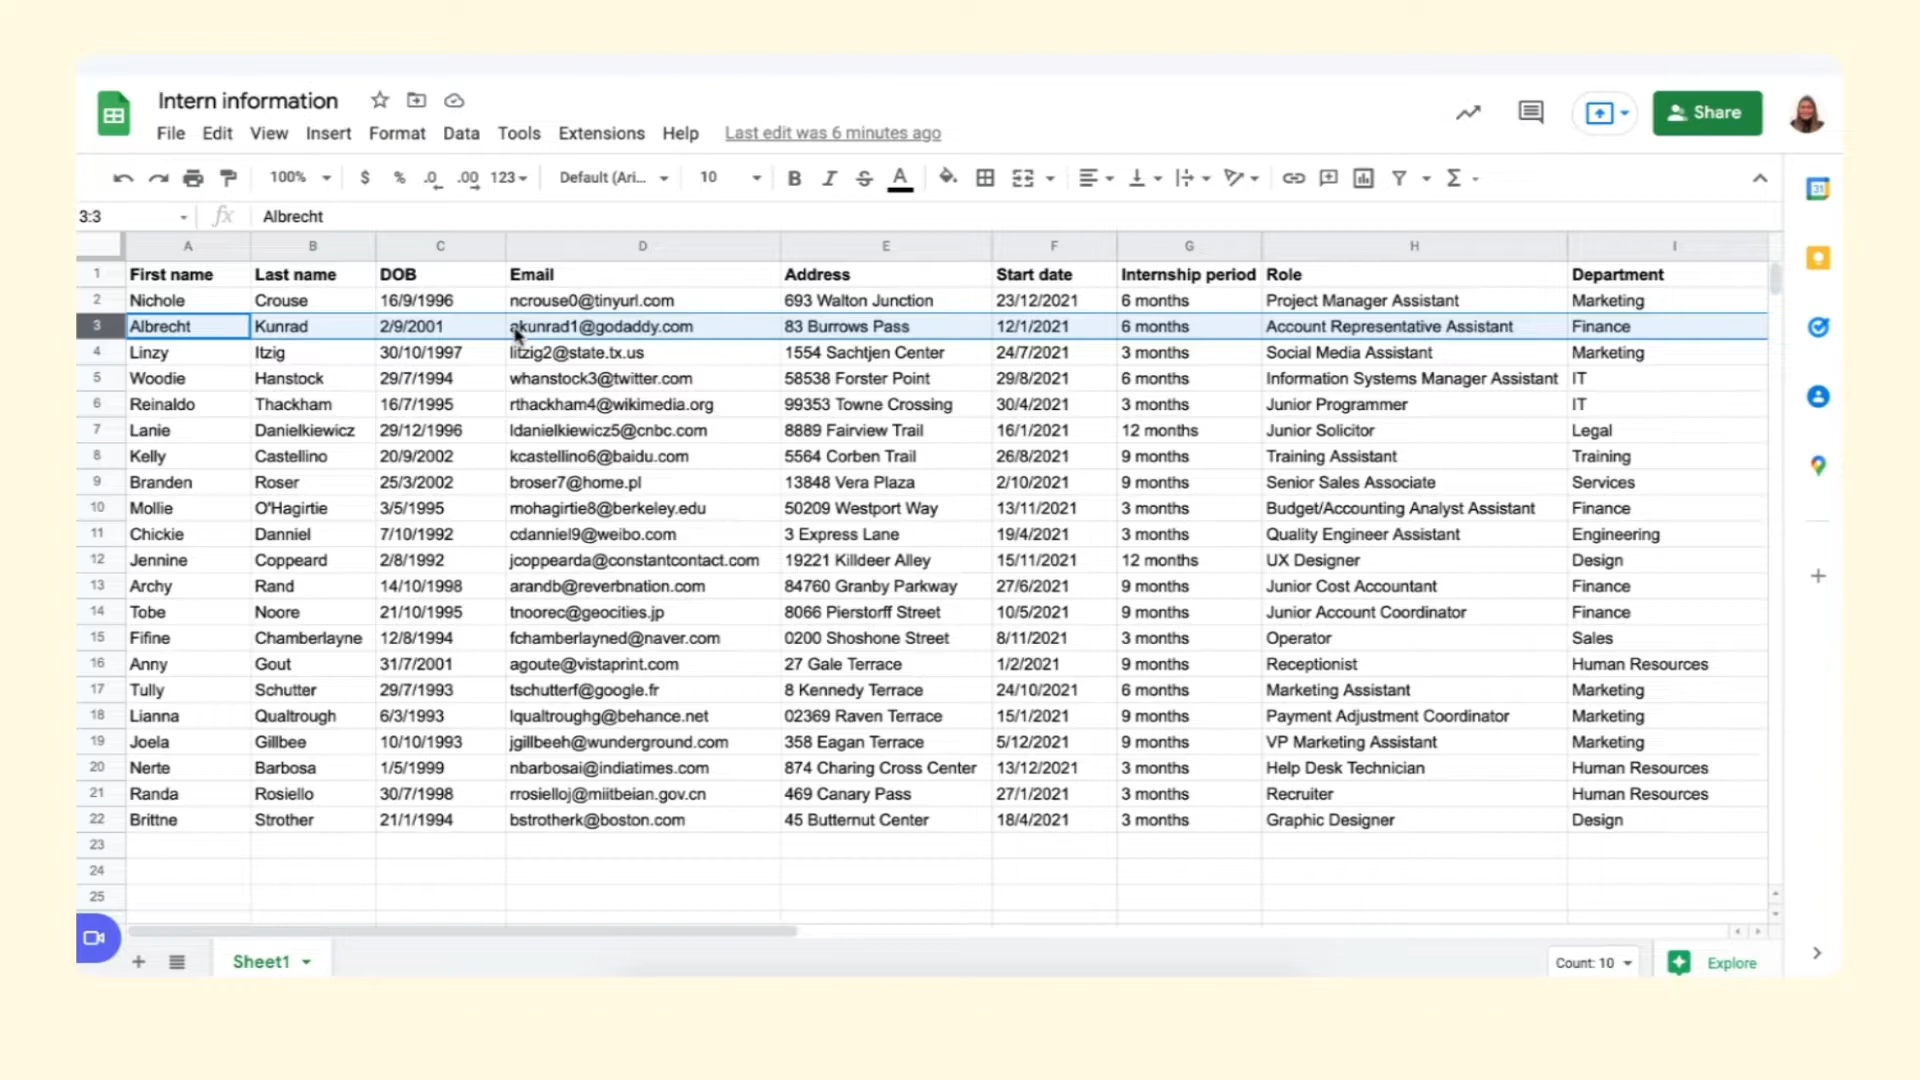 Intern information
File Edit View Insert Format Data Tools Extensions Help Last edit was 6 minutes ago
Share
100% $ % .0 .00 123 Default (Ari... 10 B I S A Σ
31
3:3 fx Albrecht
A B C D E F G H I
1 First name Last name DOB Email Address Start date Internship period Role Department
2 Nichole Crouse 16/9/1996 ncrouse0@tinyurl.com 693 Walton Junction 23/12/2021 6 months Project Manager Assistant Marketing
3 Albrecht Kunrad 2/9/2001 akunrad1@godaddy.com 83 Burrows Pass 12/1/2021 6 months Account Representative Assistant Finance
4 Linzy Itzig 30/10/1997 litzig2@state.tx.us 1554 Sachtjen Center 24/7/2021 3 months Social Media Assistant Marketing
5 Woodie Hanstock 29/7/1994 whanstock3@twitter.com 58538 Forster Point 29/8/2021 6 months Information Systems Manager Assistant IT
6 Reinaldo Thackham 16/7/1995 rthackham4@wikimedia.org 99353 Towne Crossing 30/4/2021 3 months Junior Programmer IT
7 Lanie Danielkiewicz 29/12/1996 ldanielkiewicz5@cnbc.com 8889 Fairview Trail 16/1/2021 12 months Junior Solicitor Legal
8 Kelly Castellino 20/9/2002 kcastellino6@baidu.com 5564 Corben Trail 26/8/2021 9 months Training Assistant Training
9 Branden Roser 25/3/2002 broser7@home.pl 13848 Vera Plaza 2/10/2021 9 months Senior Sales Associate Services
10 Mollie O'Hagirtie 3/5/1995 mohagirtie8@berkeley.edu 50209 Westport Way 13/11/2021 3 months Budget/Accounting Analyst Assistant Finance
11 Chickie Danniel 7/10/1992 cdanniel9@weibo.com 3 Express Lane 19/4/2021 3 months Quality Engineer Assistant Engineering
12 Jennine Coppeard 2/8/1992 jcoppearda@constantcontact.com 19221 Killdeer Alley 15/11/2021 12 months UX Designer Design
13 Archy Rand 14/10/1998 arandb@reverbnation.com 84760 Granby Parkway 27/6/2021 9 months Junior Cost Accountant Finance
14 Tobe Noore 21/10/1995 tnoorec@geocities.jp 8066 Pierstorff Street 10/5/2021 9 months Junior Account Coordinator Finance
15 Fifine Chamberlayne 12/8/1994 fchamberlayned@naver.com 0200 Shoshone Street 8/11/2021 3 months Operator Sales
16 Anny Gout 31/7/2001 agoute@vistaprint.com 27 Gale Terrace 1/2/2021 9 months Receptionist Human Resources
17 Tully Schutter 29/7/1993 tschutterf@google.fr 8 Kennedy Terrace 24/10/2021 6 months Marketing Assistant Marketing
18 Lianna Qualtrough 6/3/1993 lqualtroughg@behance.net 02369 Raven Terrace 15/1/2021 9 months Payment Adjustment Coordinator Marketing
19 Joela Gillbee 10/10/1993 jgillbeeh@wunderground.com 358 Eagan Terrace 5/12/2021 9 months VP Marketing Assistant Marketing
20 Nerte Barbosa 1/5/1999 nbarbosai@indiatimes.com 874 Charing Cross Center 13/12/2021 3 months Help Desk Technician Human Resources
21 Randa Rosiello 30/7/1998 rrosielloj@miitbeian.gov.cn 469 Canary Pass 27/1/2021 3 months Recruiter Human Resources
22 Brittne Strother 21/1/1994 bstrotherk@boston.com 45 Butternut Center 18/4/2021 3 months Graphic Designer Design
23
24
25
Sheet1 Count: 10 Explore